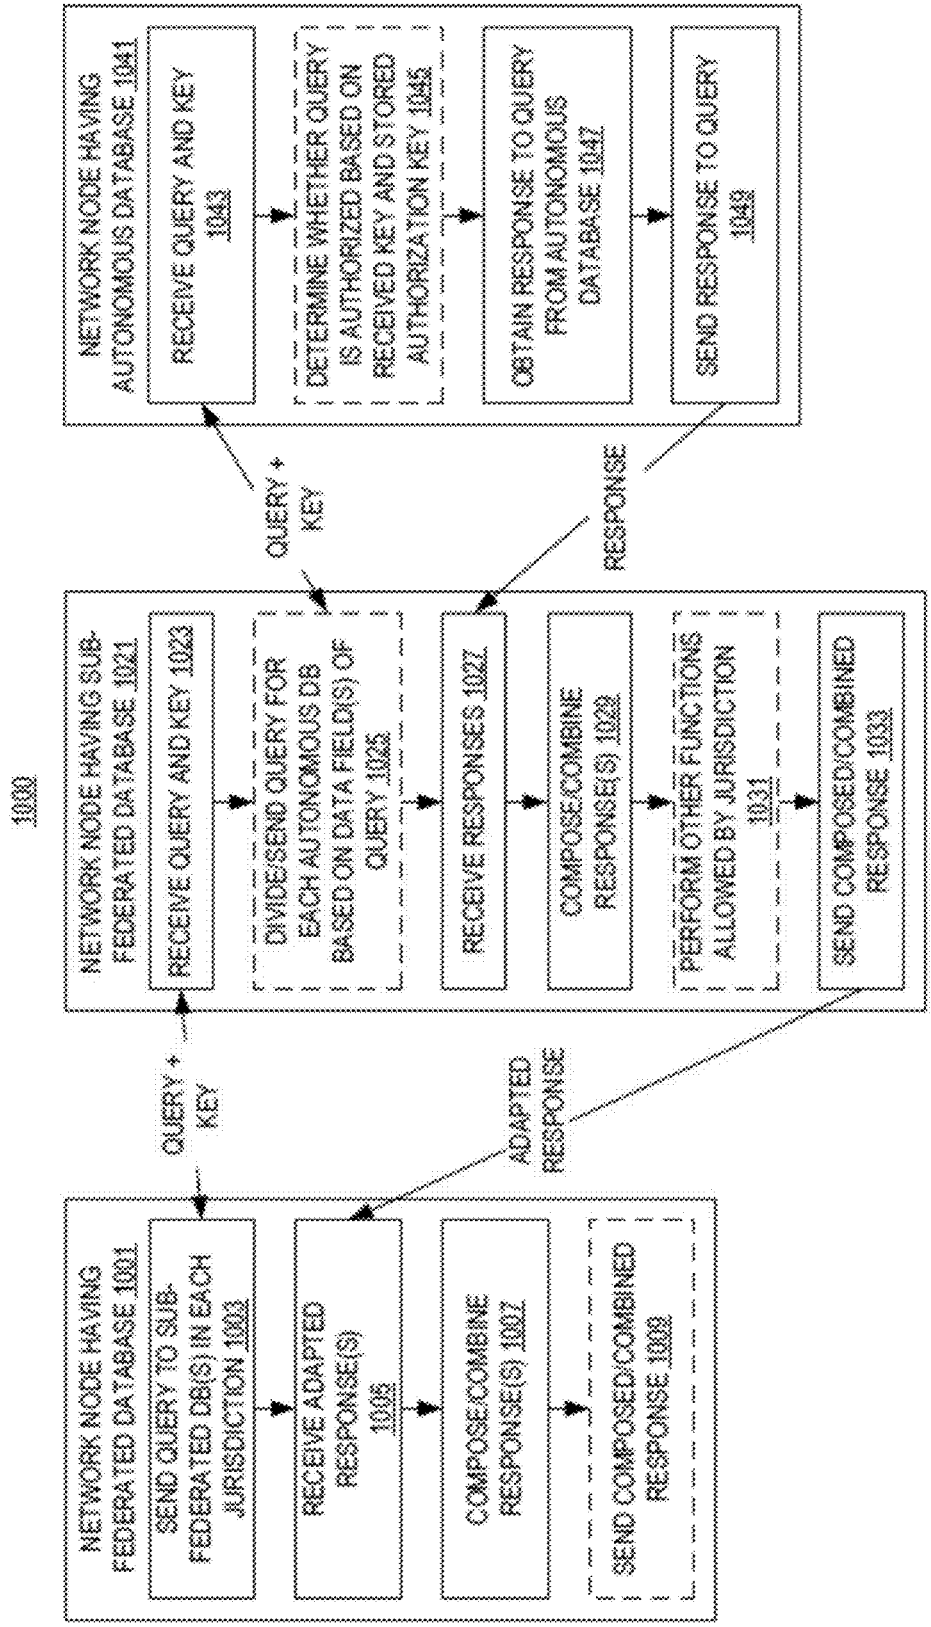 1000
NETWORK NODE HAVING
FEDERATED DATABASE 1001
SEND QUERY TO SUB-
FEDERATED DB(S) IN EACH
JURISDICTION 1003
RECEIVE ADAPTED
RESPONSE(S)
1005
COMPOSE/COMBINE
RESPONSE(S) 1007
SEND COMPOSED/COMBINED
RESPONSE 1009
QUERY +
KEY
ADAPTED
RESPONSE
NETWORK NODE HAVING SUB-
FEDERATED DATABASE 1021
RECEIVE QUERY AND KEY 1023
DIVIDE/SEND QUERY FOR
EACH AUTONOMOUS DB
BASED ON DATA FIELD(S) OF
QUERY 1025
RECEIVE RESPONSES 1027
COMPOSE/COMBINE
RESPONSE(S) 1029
PERFORM OTHER FUNCTIONS
ALLOWED BY JURISDICTION
1031
SEND COMPOSED/COMBINED
RESPONSE 1033
QUERY +
KEY
RESPONSE
NETWORK NODE HAVING
AUTONOMOUS DATABASE 1041
RECEIVE QUERY AND KEY
1043
DETERMINE WHETHER QUERY
IS AUTHORIZED BASED ON
RECEIVED KEY AND STORED
AUTHORIZATION KEY 1045
OBTAIN RESPONSE TO QUERY
FROM AUTONOMOUS
DATABASE 1047
SEND RESPONSE TO QUERY
1049